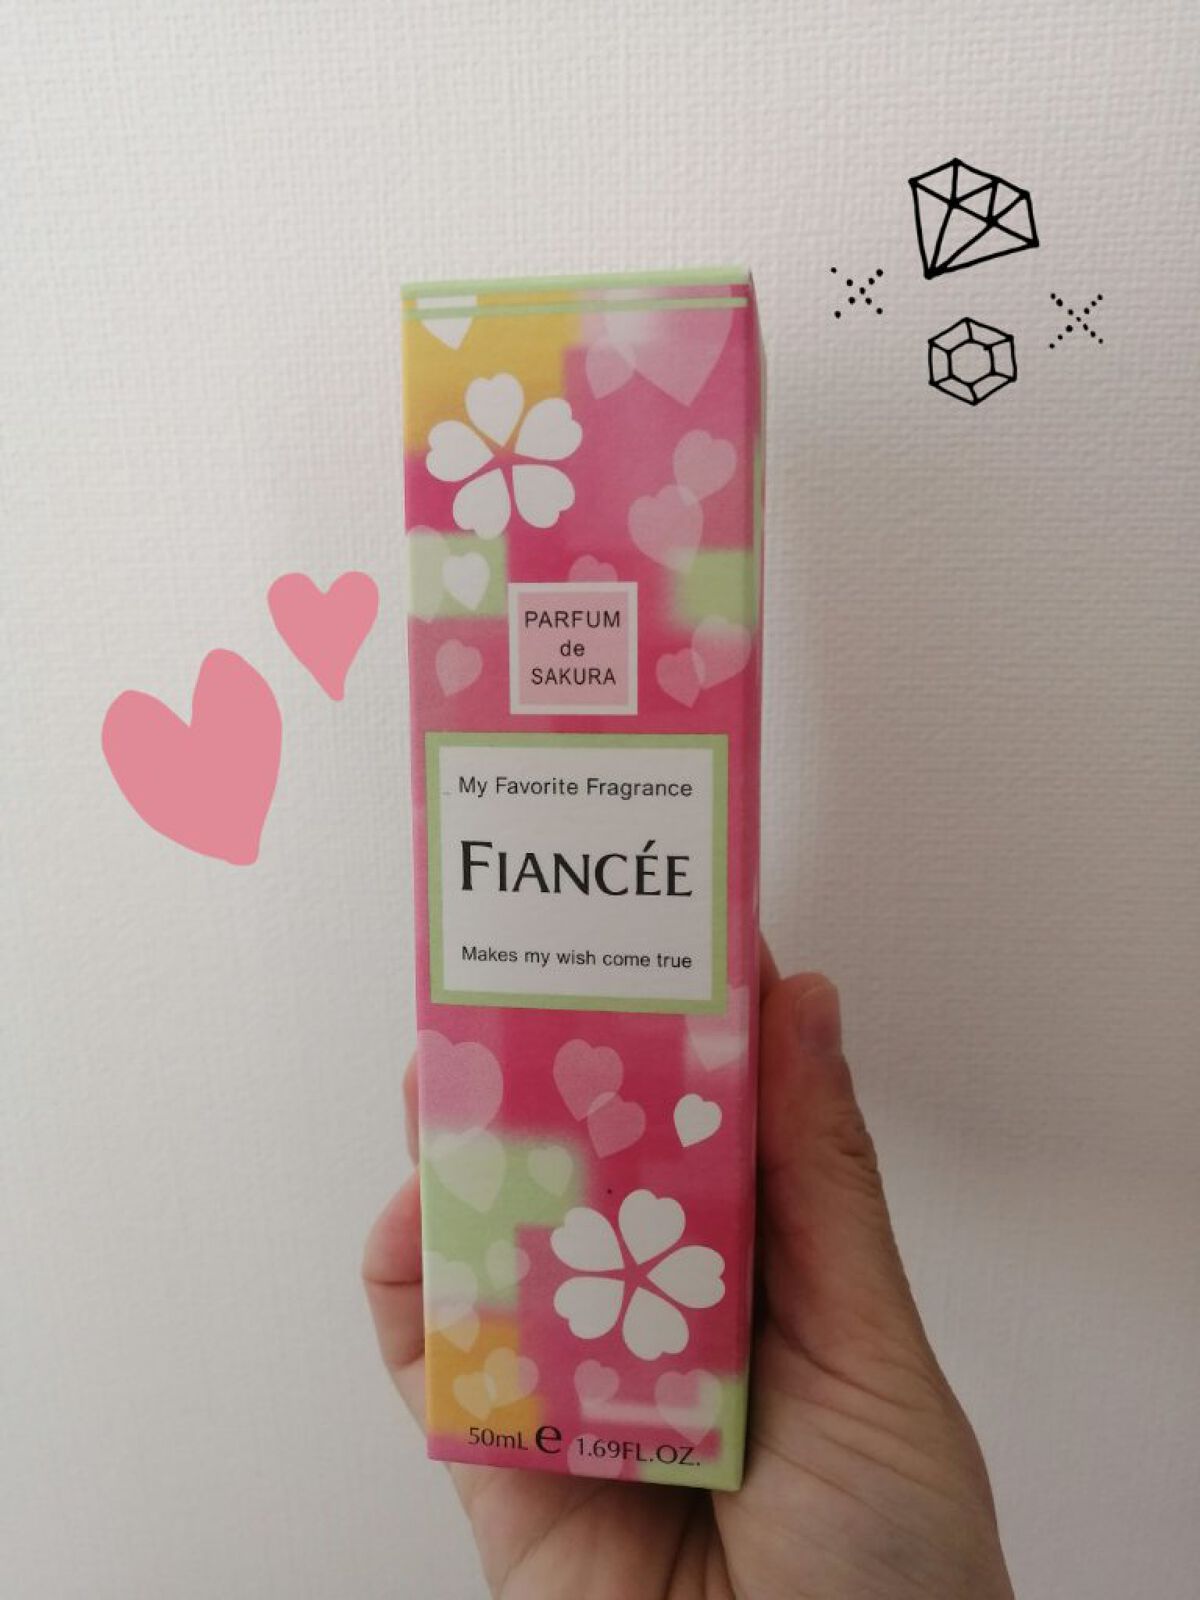 PARFUM
de
SAKURA
My Favorite Fragrance
FIANCÉE
Makes my wish come true
50mL ℮ 1.69FL.OZ.